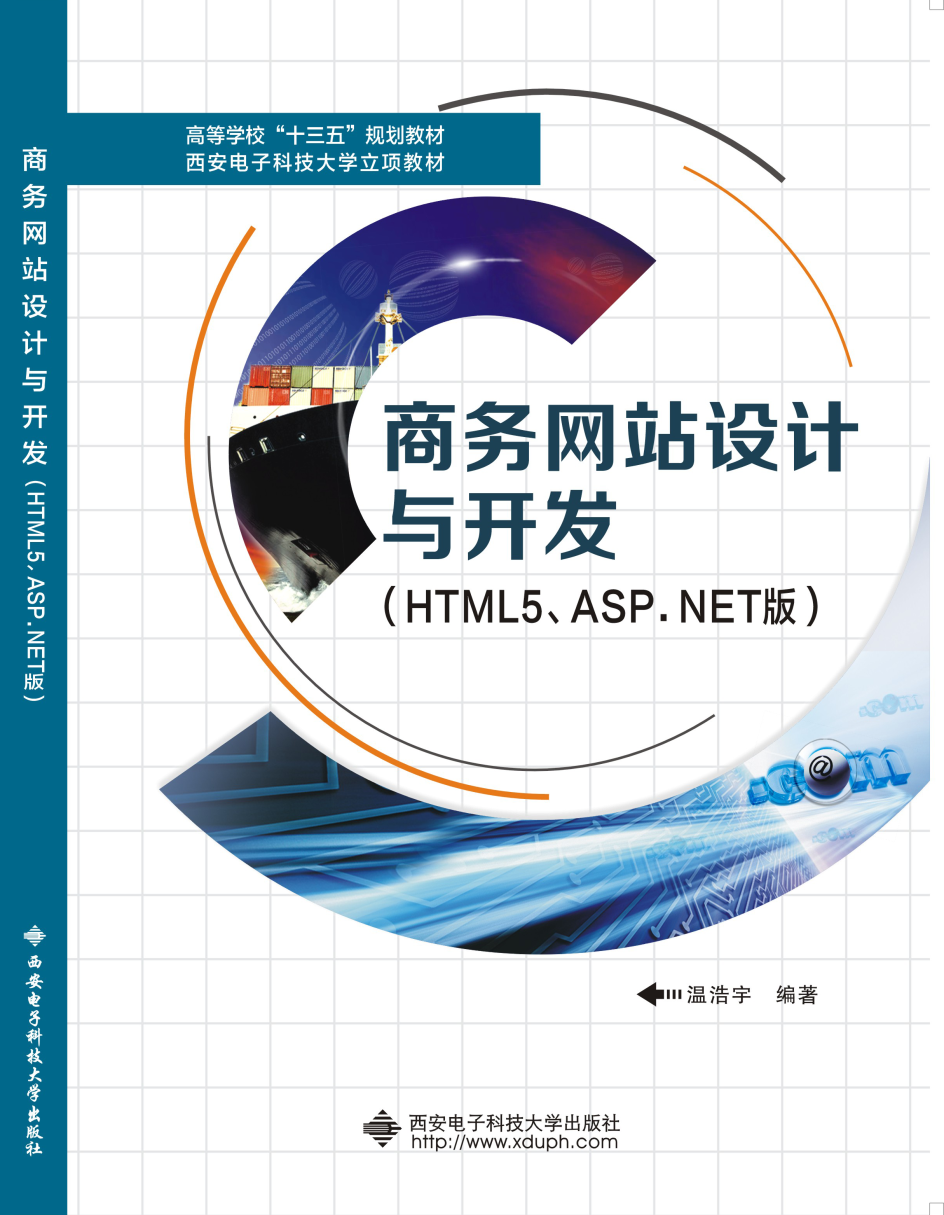 商务网站设计与开发（HTML5、ASP.NET版）
西安电子科技大学出版社
高等学校“十三五”规划教材
西安电子科技大学立项教材
商务网站设计
与开发
（HTML5、ASP.NET版）
.com
@
温浩宇 编著
西安电子科技大学出版社
http://www.xduph.com